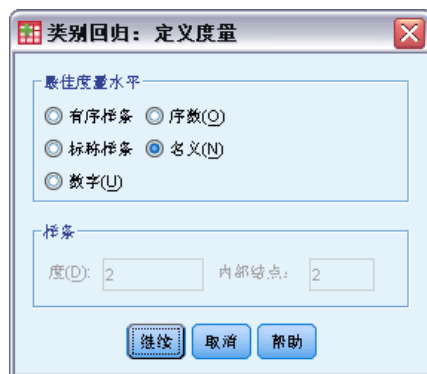 类别回归：定义度量
最佳度量水平
有序样条 序数(O)
标称样条 名义(N)
数字(U)
样条
度(D): 2 内部结点： 2
继续 取消 帮助